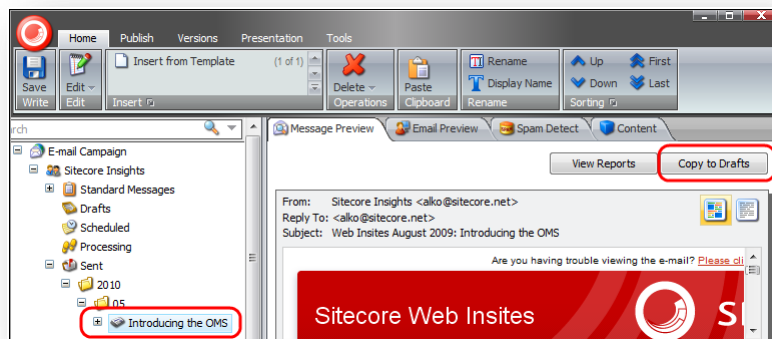 Home Publish Versions Presentation Tools
Save
Write
Edit
Edit
Insert from Template
(1 of 1)
Insert
Delete
Operations
Paste
Clipboard
Rename
Display Name
Rename
Up First
Down Last
Sorting
rch
Message Preview Email Preview Spam Detect Content
View Reports Copy to Drafts
E-mail Campaign
Sitecore Insights
Standard Messages
Drafts
Scheduled
Processing
Sent
2010
05
Introducing the OMS
From: Sitecore Insights <alko@sitecore.net>
Reply To: <alko@sitecore.net>
Subject: Web Insites August 2009: Introducing the OMS
Are you having trouble viewing the e-mail? Please cli
Sitecore Web Insites